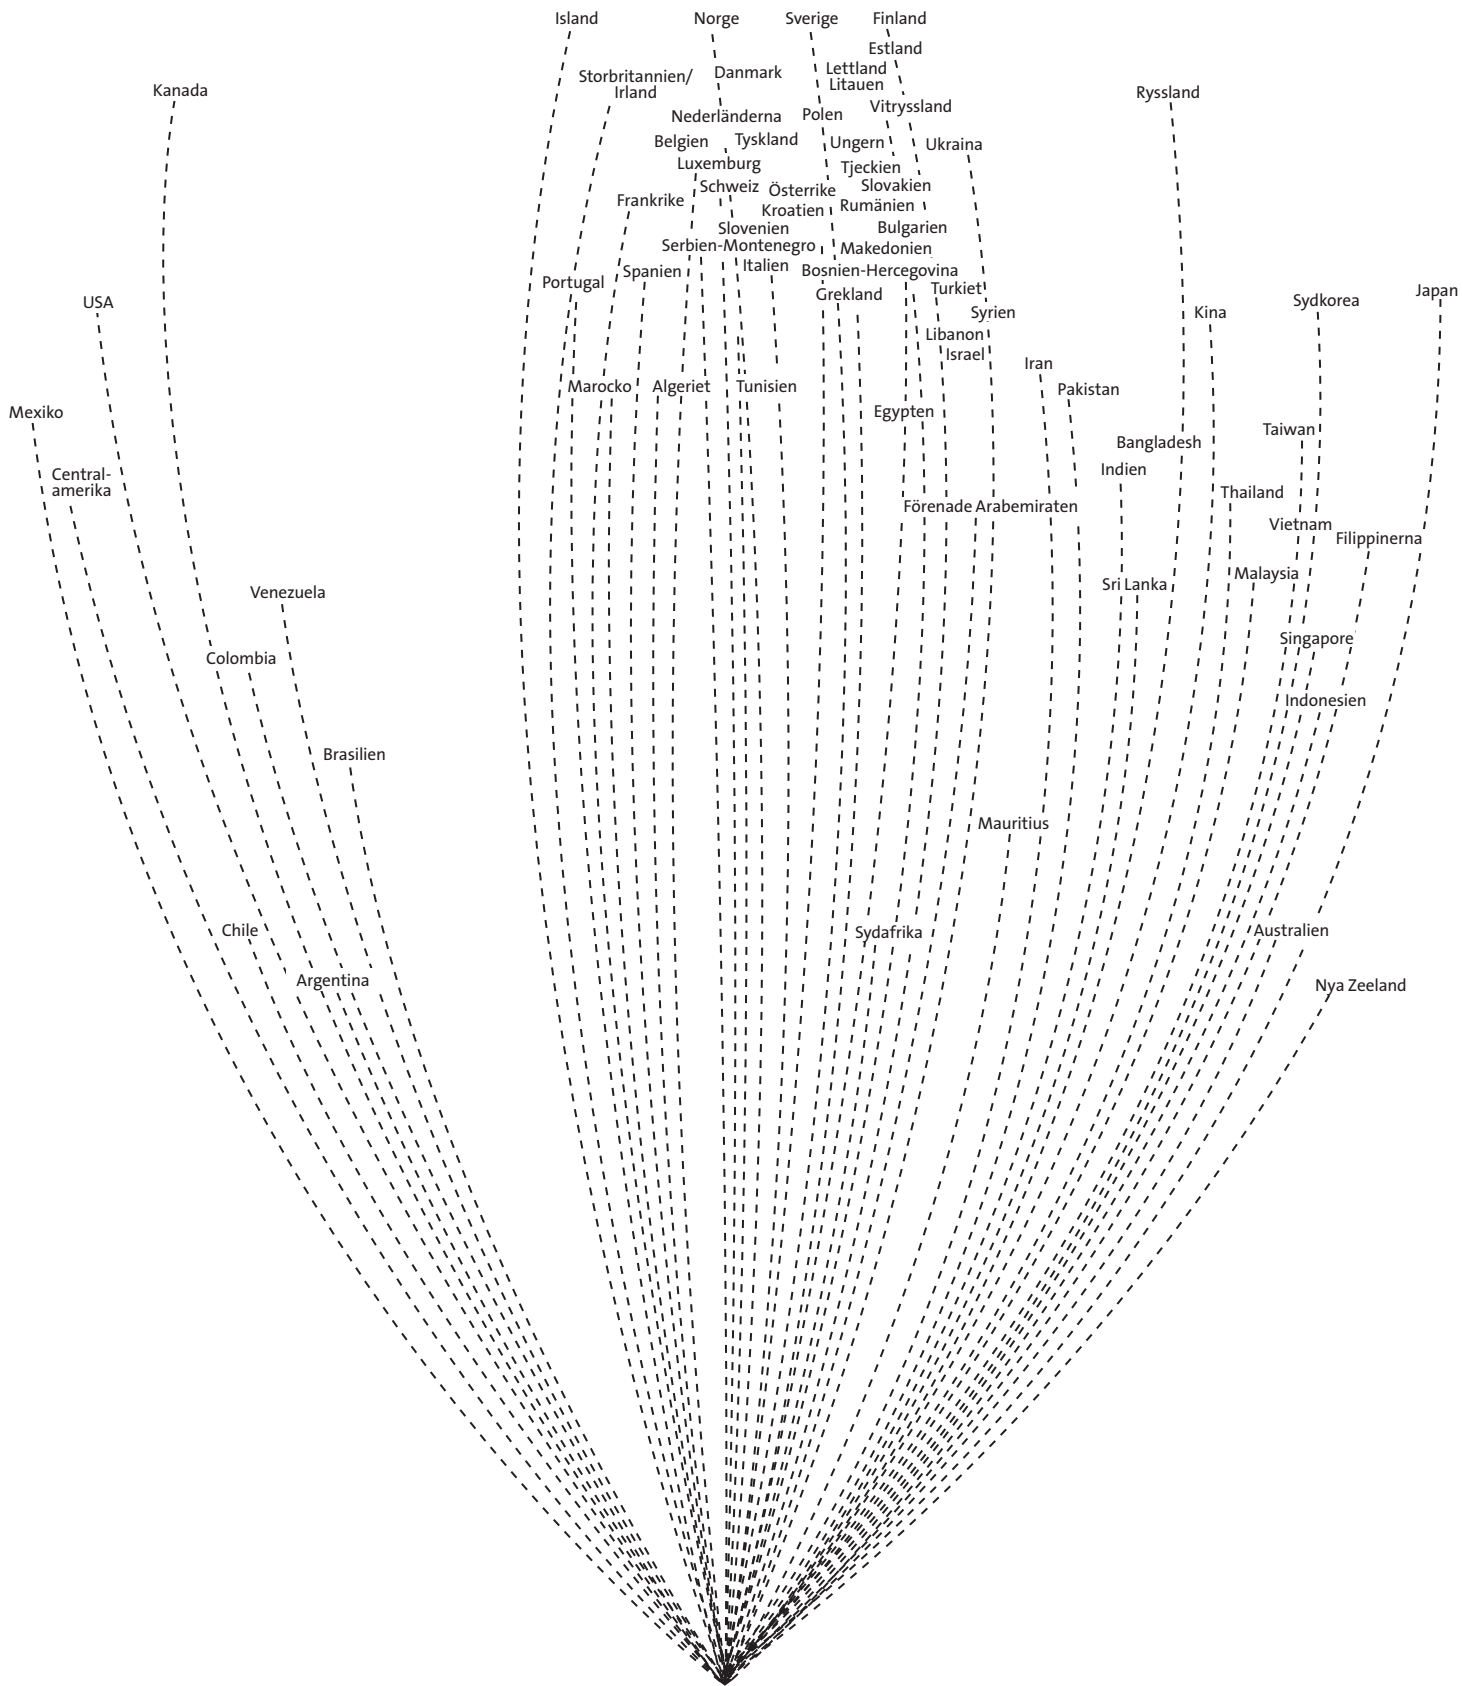 Island
Norge
Sverige
Finland
Estland
Lettland
Litauen
Danmark
Storbritannien/
Irland
Kanada
Ryssland
Vitryssland
Polen
Nederländerna
Tyskland
Belgien
Ungern
Ukraina
Luxemburg
Tjeckien
Schweiz
Österrike
Slovakien
Frankrike
Kroatien
Rumänien
Slovenien
Bulgarien
Serbien-Montenegro
Makedonien
Italien
Spanien
Bosnien-Hercegovina
Portugal
Grekland
Turkiet
Japan
USA
Sydkorea
Syrien
Kina
Libanon
Israel
Iran
Marocko
Algeriet
Tunisien
Pakistan
Mexiko
Egypten
Taiwan
Bangladesh
Indien
Central-
amerika
Thailand
Förenade Arabemiraten
Vietnam
Filippinerna
Malaysia
Sri Lanka
Venezuela
Singapore
Colombia
Indonesien
Brasilien
Mauritius
Chile
Sydafrika
Australien
Argentina
Nya Zeeland